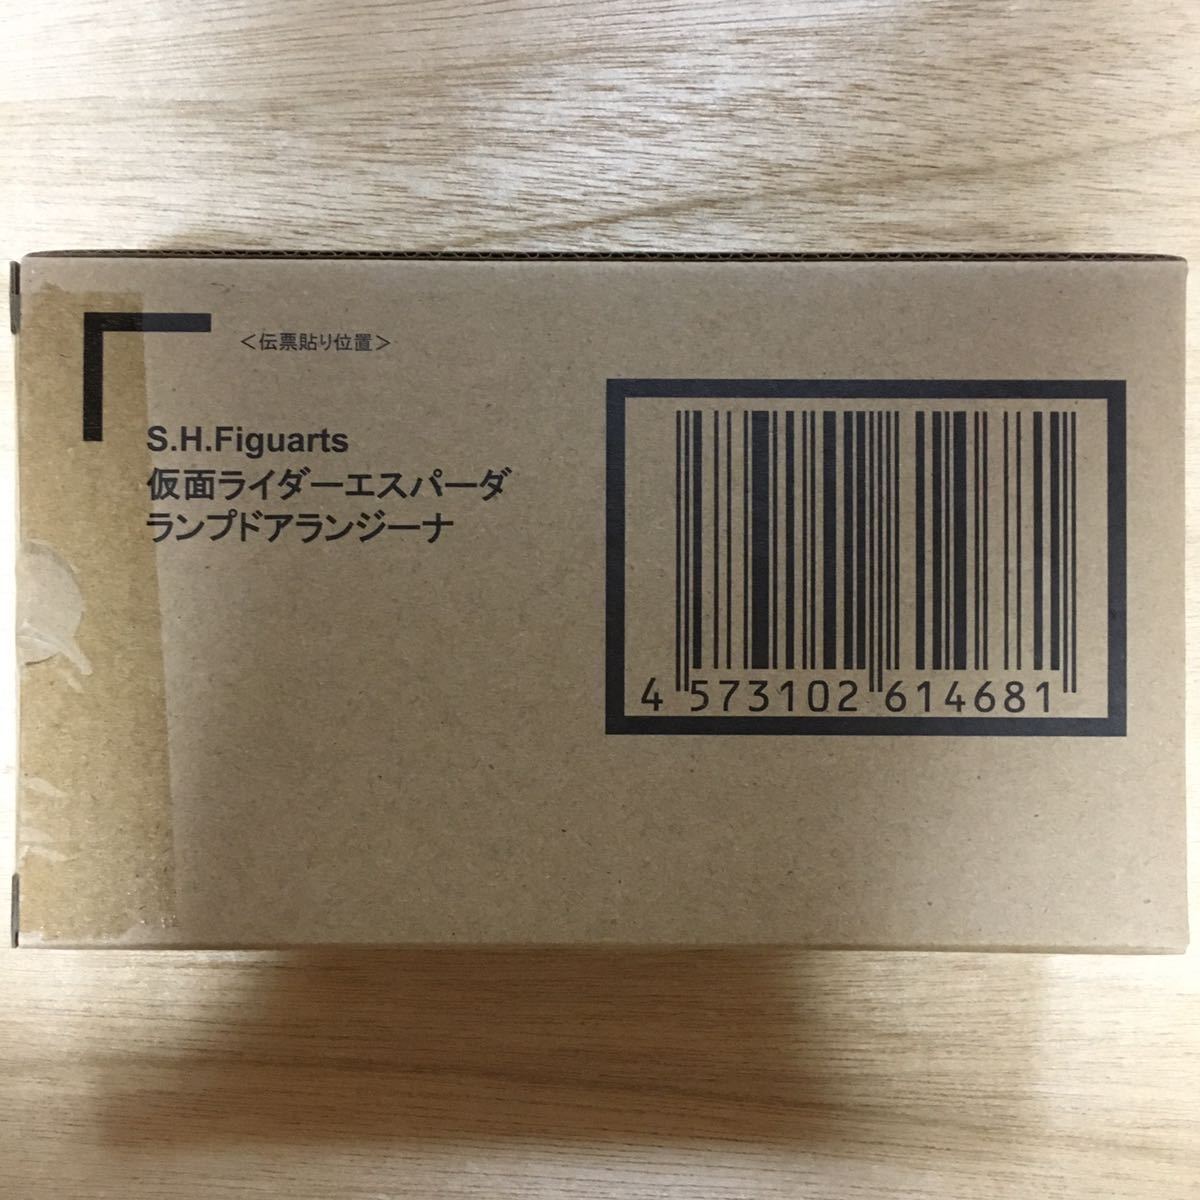 ＜伝票貼り位置＞
S.H.Figuarts
仮面ライダーエスパーダ
ランプドアランジーナ
4 573102 614681